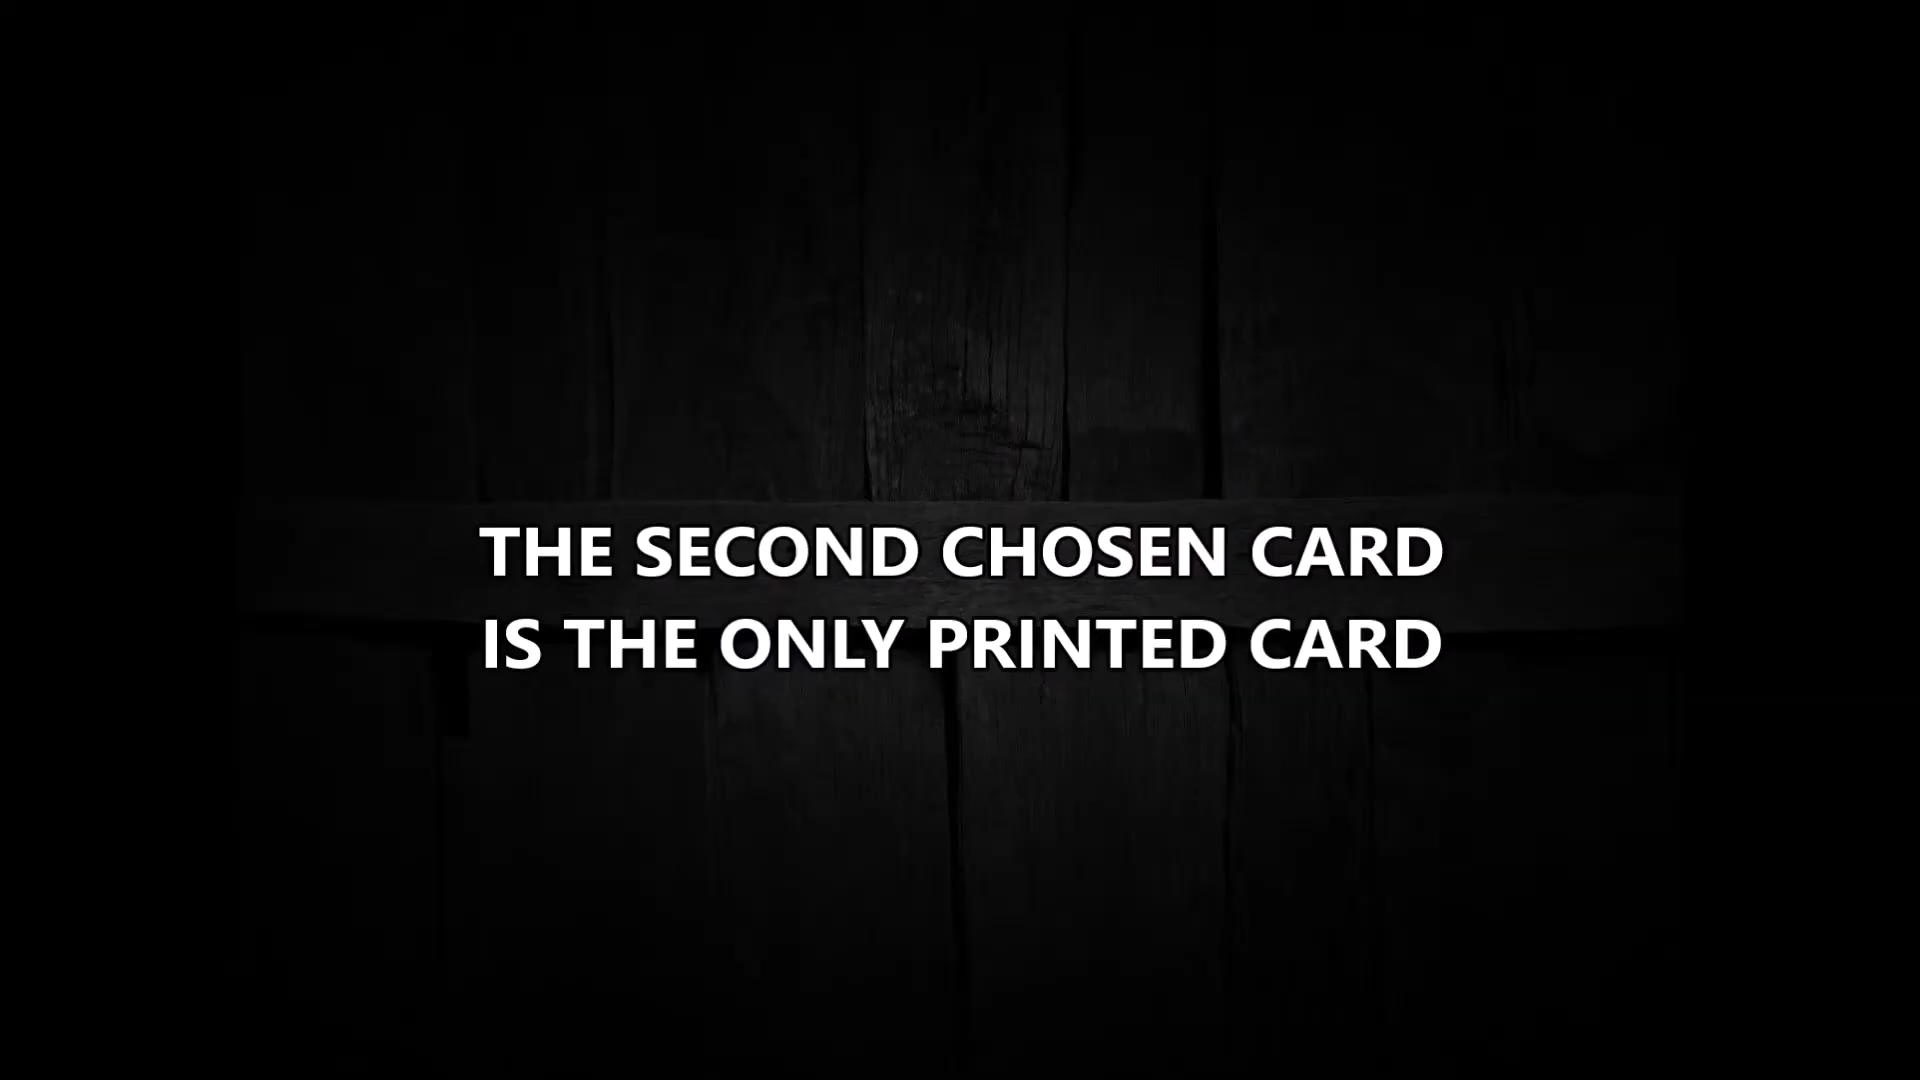 THE SECOND CHOSEN CARD
IS THE ONLY PRINTED CARD